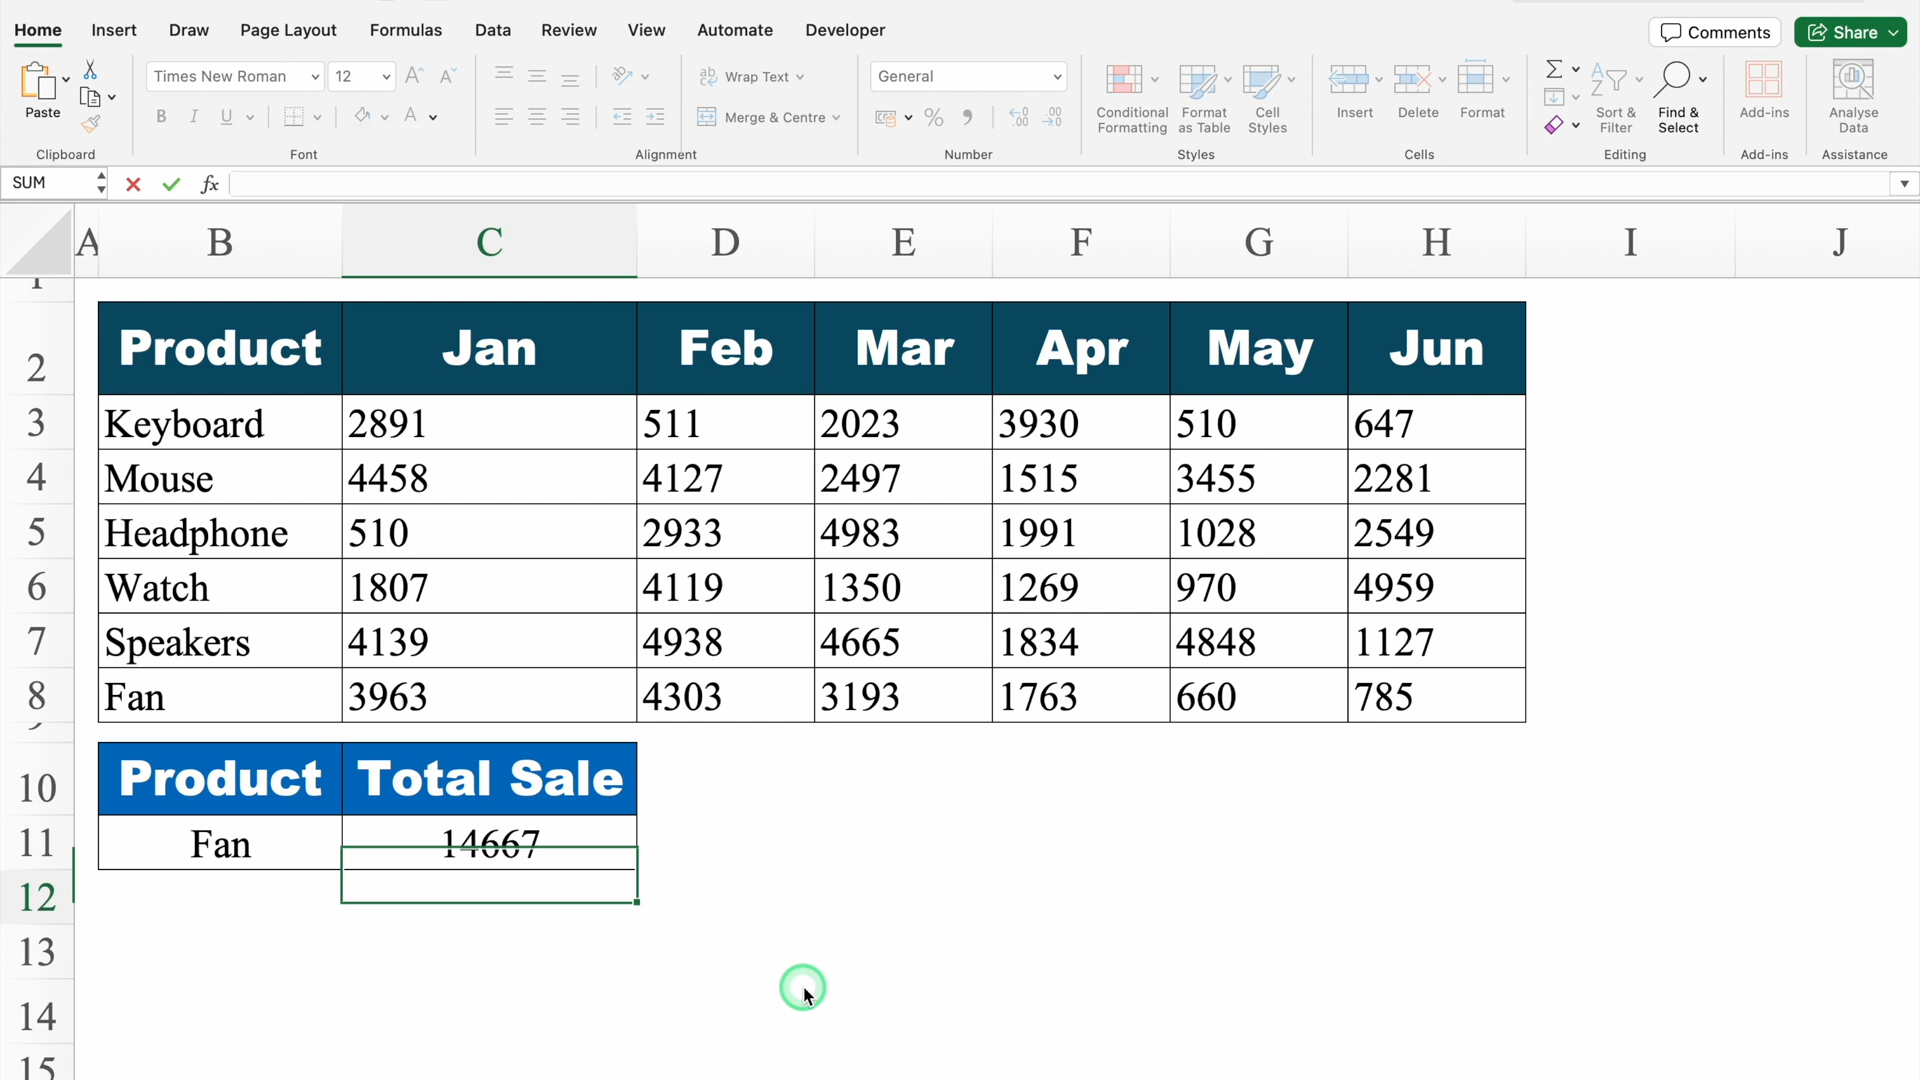 Home Insert Draw Page Layout Formulas Data Review View Automate Developer Comments Share
Paste Times New Roman 12 Wrap Text General Conditional Formatting Format as Table Cell Styles Insert Delete Format Sort & Filter Find & Select Add-ins Analyse Data
B I U A Merge & Centre
Clipboard Font Alignment Number Styles Cells Editing Add-ins Assistance
SUM fx
A B C D E F G H I J
1
2 Product Jan Feb Mar Apr May Jun
3 Keyboard 2891 511 2023 3930 510 647
4 Mouse 4458 4127 2497 1515 3455 2281
5 Headphone 510 2933 4983 1991 1028 2549
6 Watch 1807 4119 1350 1269 970 4959
7 Speakers 4139 4938 4665 1834 4848 1127
8 Fan 3963 4303 3193 1763 660 785
9
10 Product Total Sale
11 Fan 14667
12
13
14
15